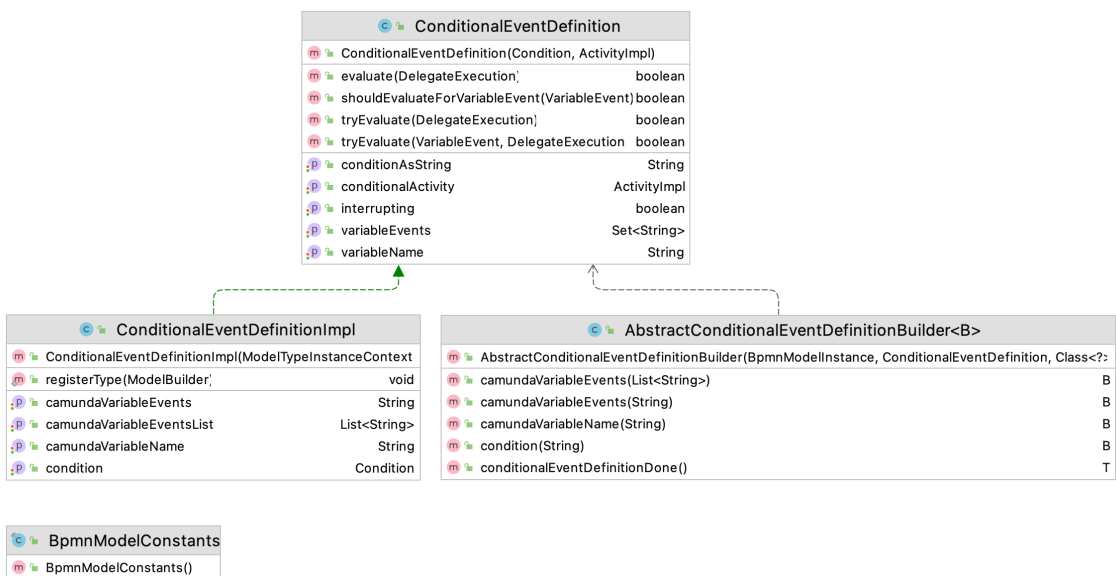 ConditionalEventDefinition
ConditionalEventDefinition(Condition, ActivityImpl)
evaluate(DelegateExecution) boolean
shouldEvaluateForVariableEvent(VariableEvent) boolean
tryEvaluate(DelegateExecution) boolean
tryEvaluate(VariableEvent, DelegateExecution boolean
conditionAsString String
conditionalActivity ActivityImpl
interrupting boolean
variableEvents Set<String>
variableName String
ConditionalEventDefinitionImpl
ConditionalEventDefinitionImpl(ModelTypeInstanceContext
registerType(ModelBuilder) void
camundaVariableEvents String
camundaVariableEventsList List<String>
camundaVariableName String
condition Condition
AbstractConditionalEventDefinitionBuilder<B>
AbstractConditionalEventDefinitionBuilder(BpmnModelInstance, ConditionalEventDefinition, Class<?>
camundaVariableEvents(List<String>) B
camundaVariableEvents(String) B
camundaVariableName(String) B
condition(String) B
conditionalEventDefinitionDone() T
BpmnModelConstants
BpmnModelConstants()